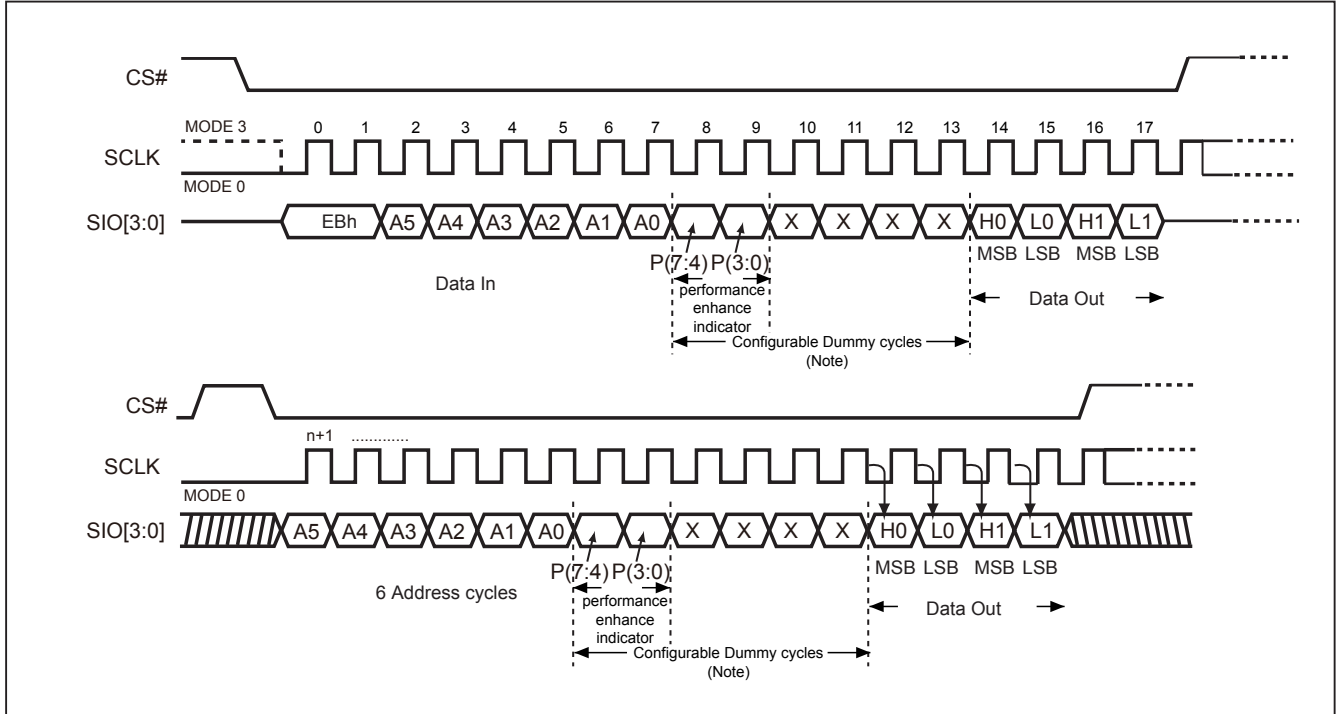 CS#
MODE 3
0 1 2 3 4 5 6 7 8 9 10 11 12 13 14 15 16 17
SCLK
MODE 0
SIO[3:0]
EBh A5 A4 A3 A2 A1 A0 X X X X H0 L0 H1 L1
MSB LSB MSB LSB
P(7:4) P(3:0)
Data In
performance
enhance
indicator
Data Out
Configurable Dummy cycles
(Note)
CS#
n+1 .............
SCLK
MODE 0
SIO[3:0]
A5 A4 A3 A2 A1 A0 X X X X H0 L0 H1 L1
P(7:4) P(3:0)
MSB LSB MSB LSB
6 Address cycles
performance
enhance
indicator
Data Out
Configurable Dummy cycles
(Note)